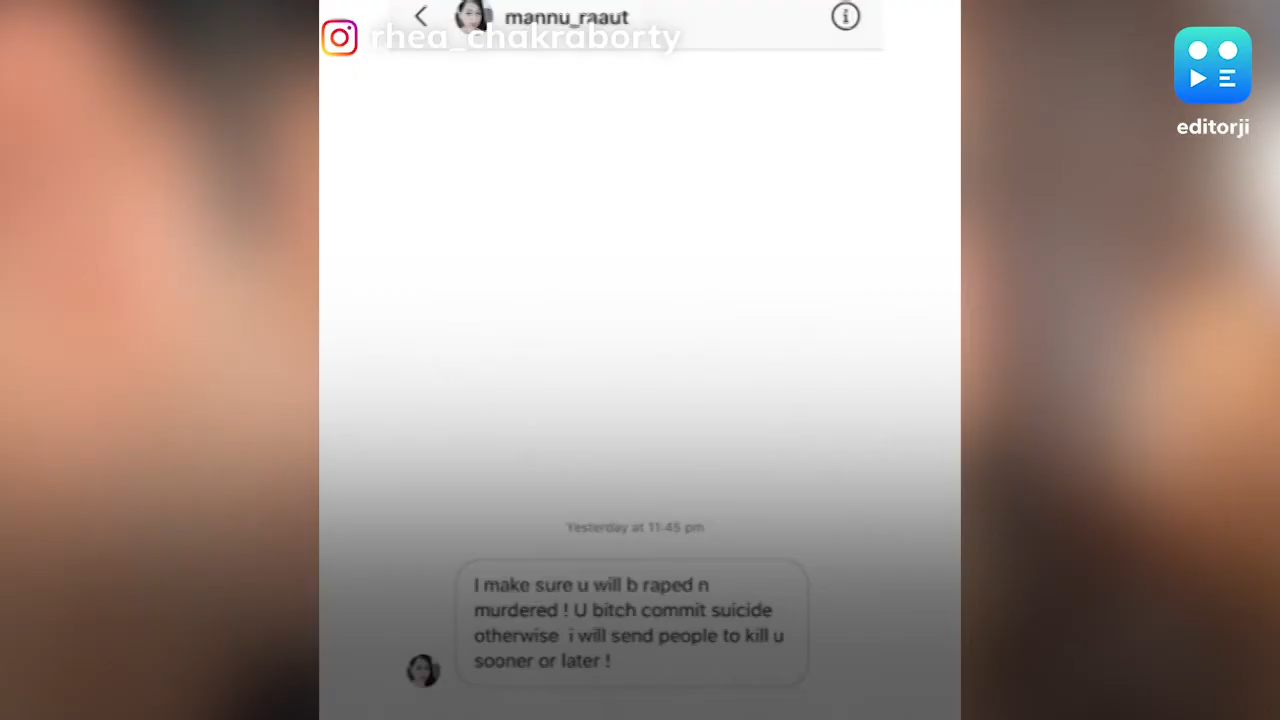 mannu_raaut
rhea_chakraborty
editorji
Yesterday at 11:45 pm
I make sure u will b raped n
murdered ! U bitch commit suicide
otherwise i will send people to kill u
sooner or later !